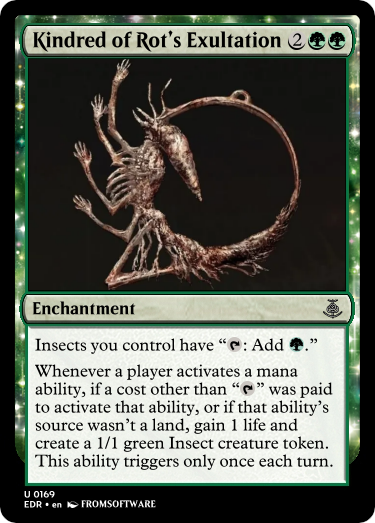 Kindred of Rot's Exultation 2
Enchantment
Insects you control have “: Add .”
Whenever a player activates a mana
ability, if a cost other than “” was paid
to activate that ability, or if that ability's
source wasn't a land, gain 1 life and
create a 1/1 green Insect creature token.
This ability triggers only once each turn.
U 0169
EDR • en FROMSOFTWARE